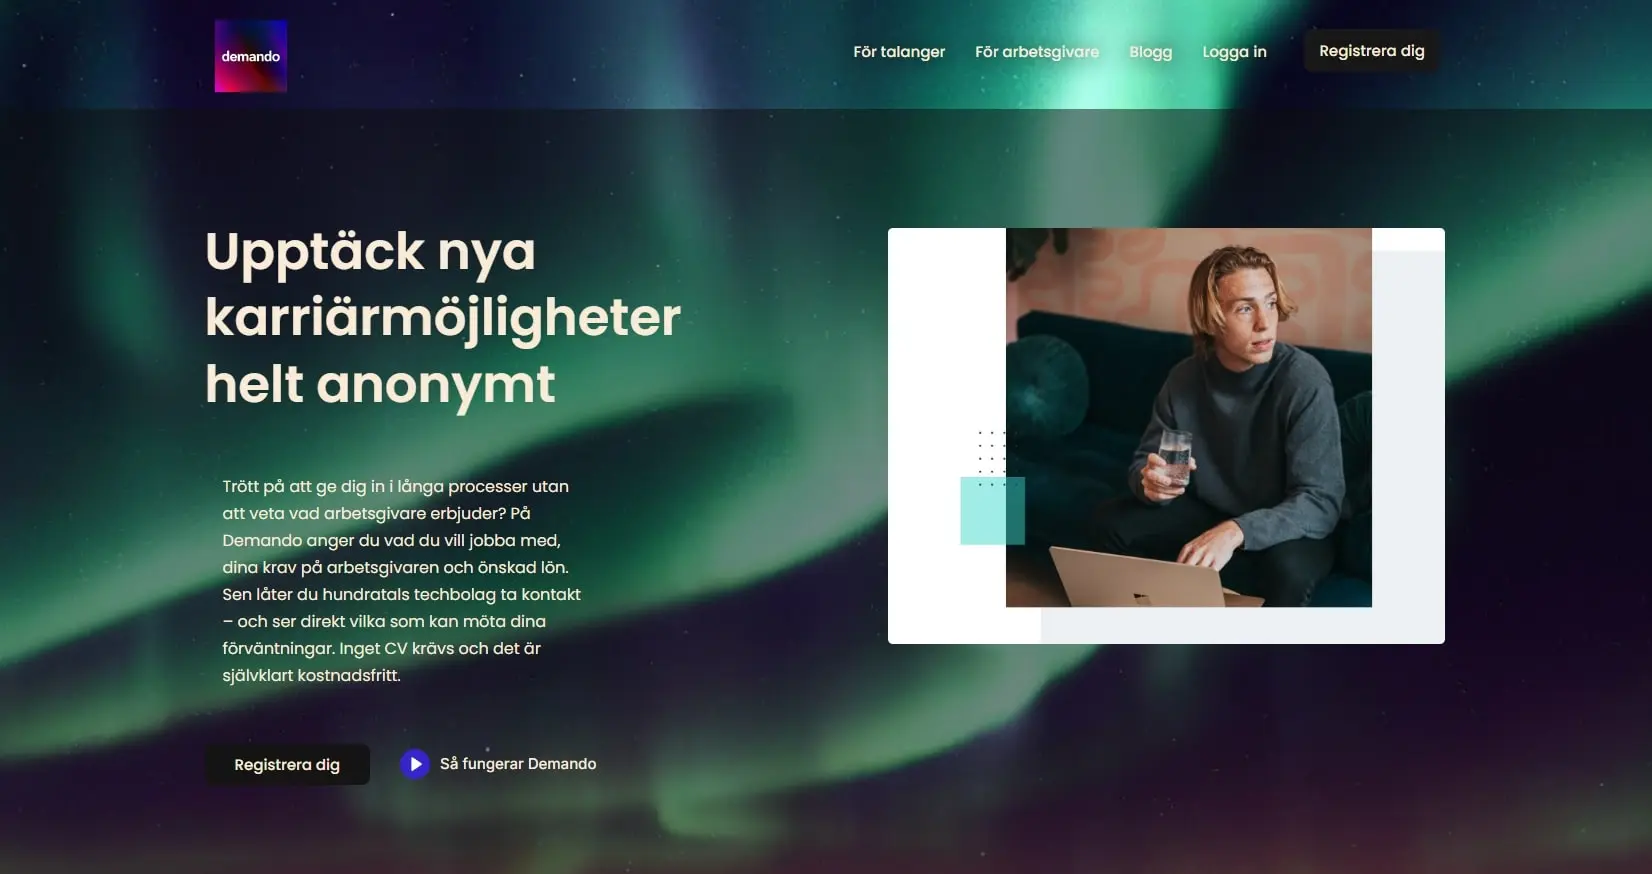 demando
För talanger
För arbetsgivare
Blogg
Logga in
Registrera dig
Upptäck nya
karriärmöjligheter
helt anonymt
Trött på att ge dig in i långa processer utan
att veta vad arbetsgivare erbjuder? På
Demando anger du vad du vill jobba med,
dina krav på arbetsgivaren och önskad lön.
Sen låter du hundratals techbolag ta kontakt
– och ser direkt vilka som kan möta dina
förväntningar. Inget CV krävs och det är
självklart kostnadsfritt.
Registrera dig
Så fungerar Demando